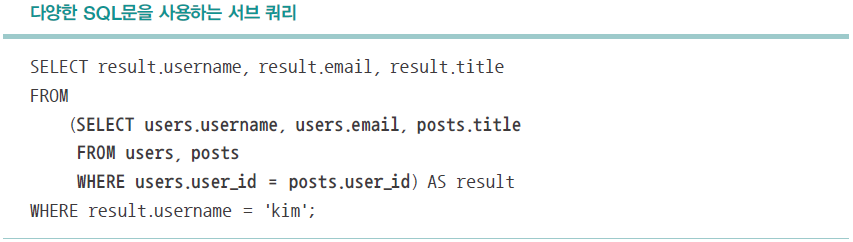 다양한 SQL문을 사용하는 서브 쿼리
SELECT result.username, result.email, result.title
FROM
(SELECT users.username, users.email, posts.title
FROM users, posts
WHERE users.user_id = posts.user_id) AS result
WHERE result.username = 'kim';